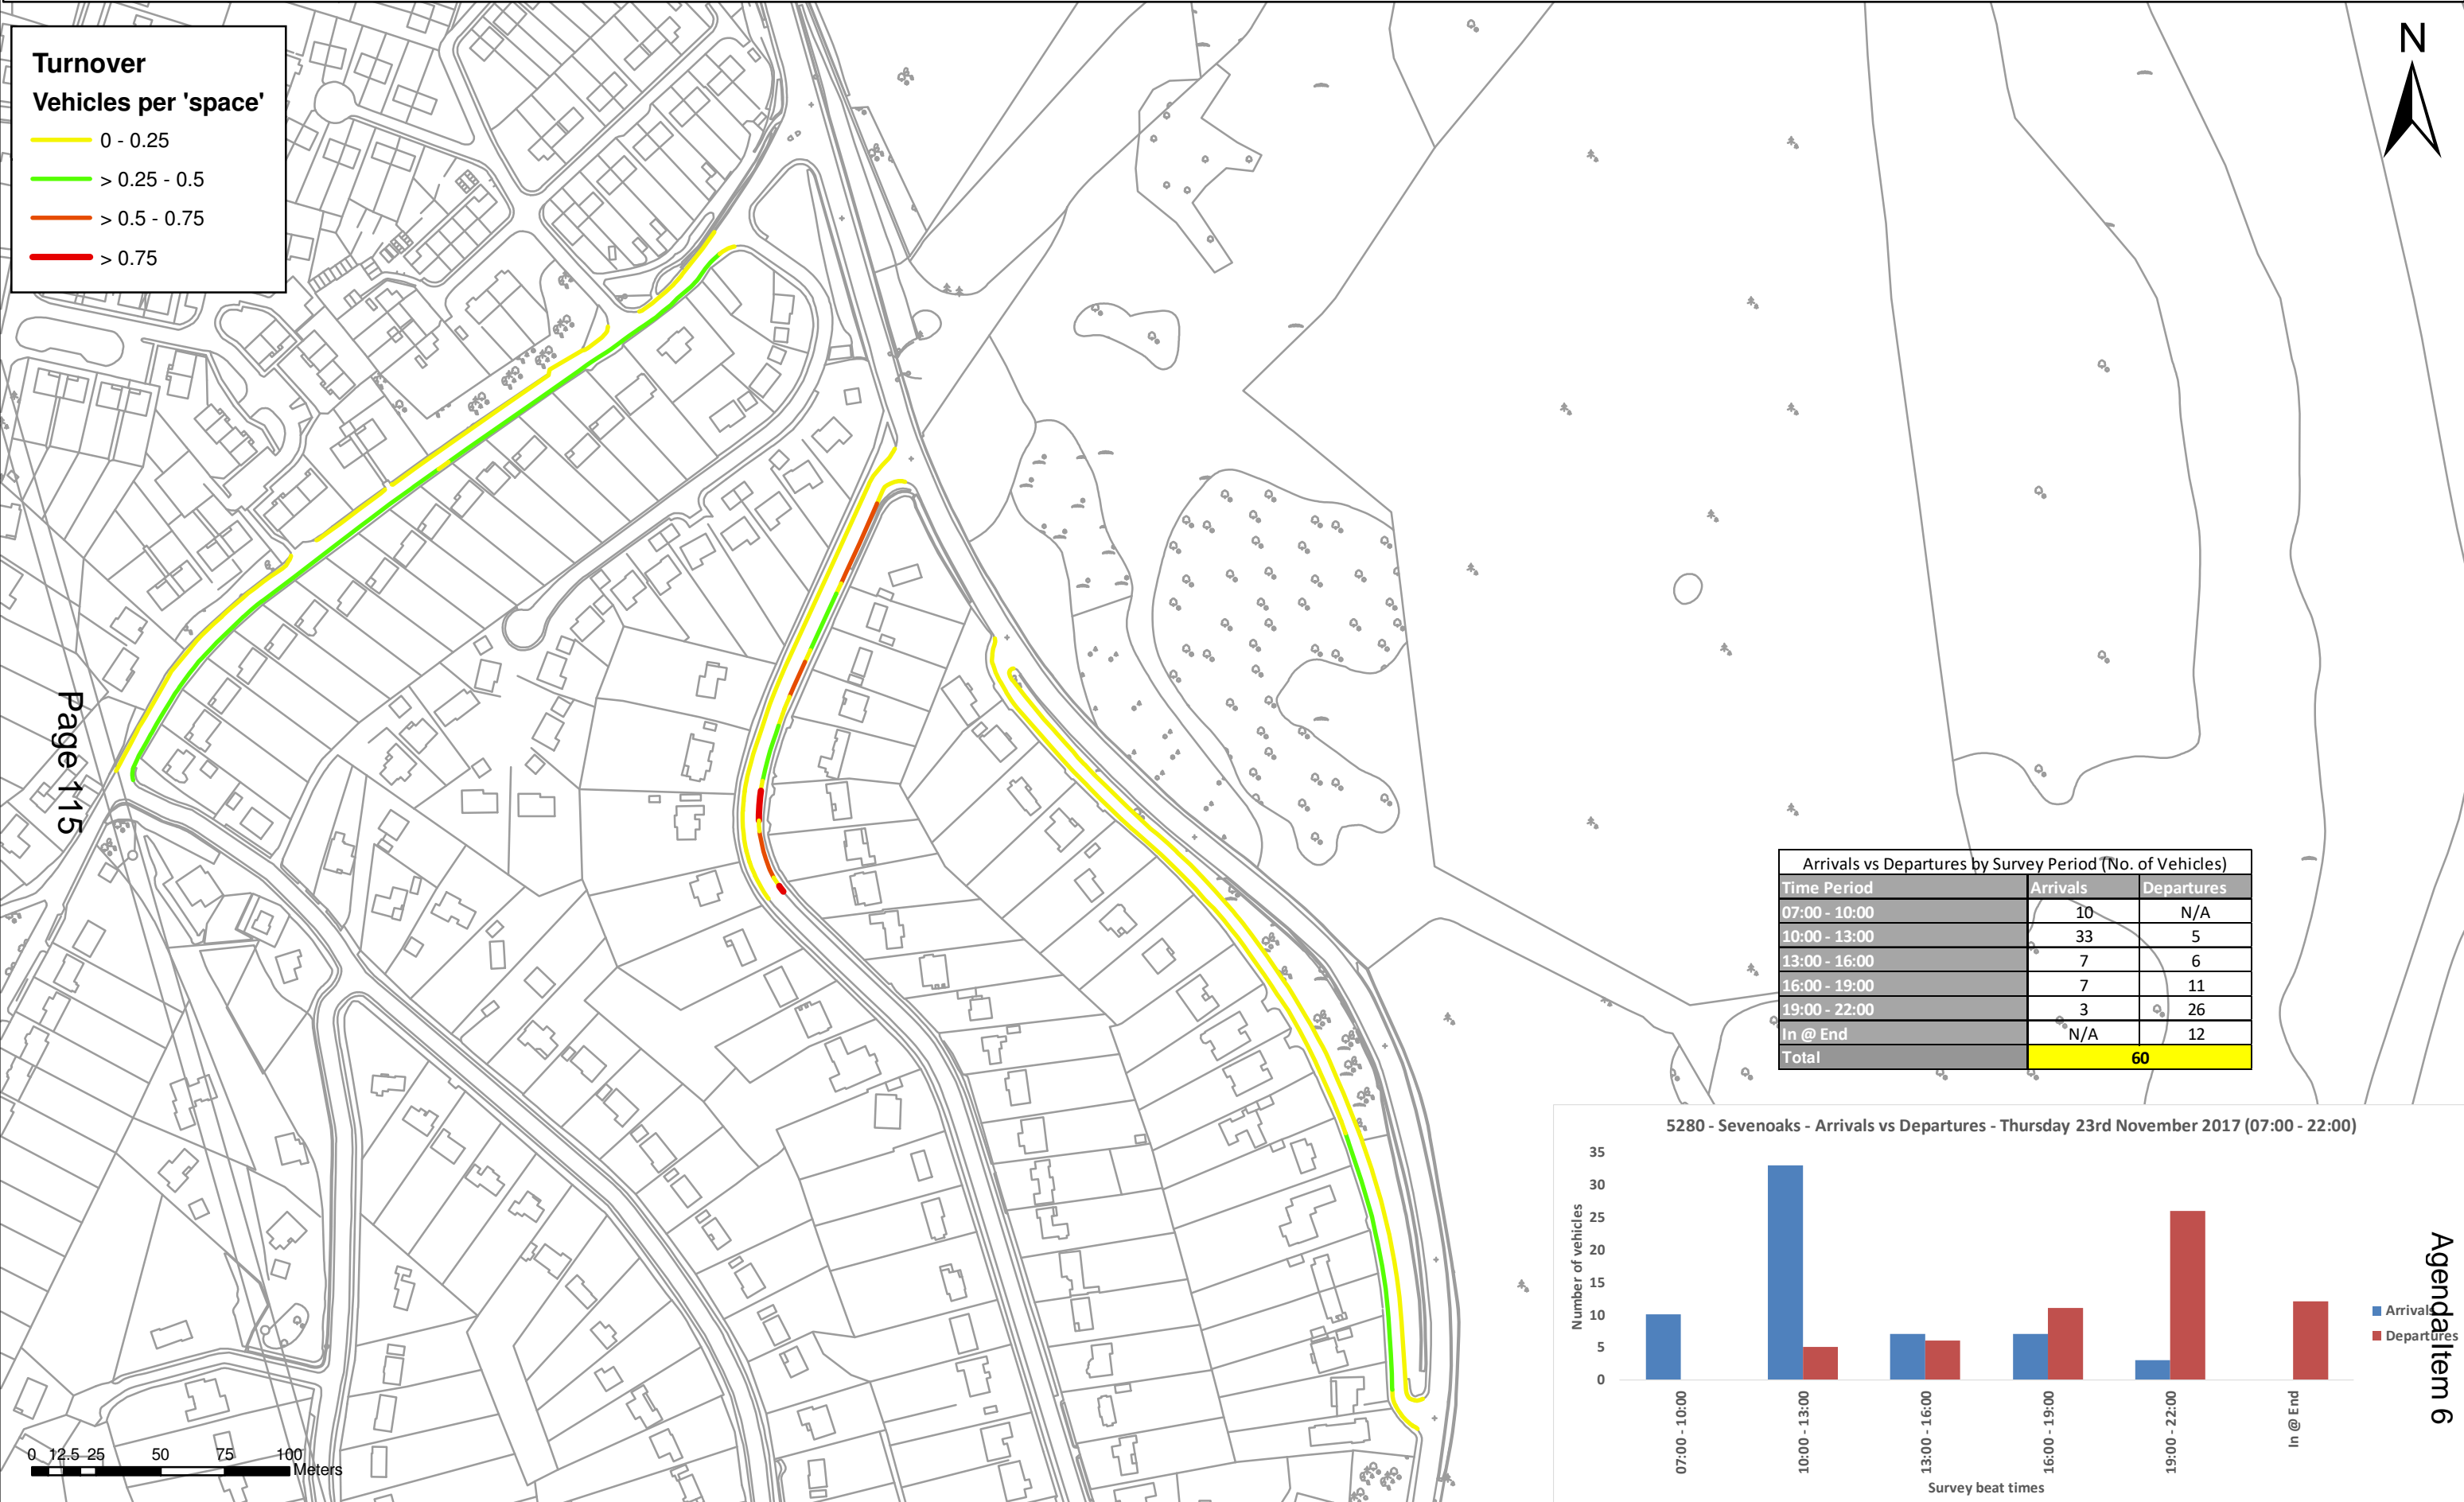 Turnover
Vehicles per 'space'
0 - 0.25
> 0.25 - 0.5
> 0.5 - 0.75
> 0.75
N
Page 115
Arrivals vs Departures by Survey Period (No. of Vehicles)
Time Period Arrivals Departures
07:00 - 10:00 10 N/A
10:00 - 13:00 33 5
13:00 - 16:00 7 6
16:00 - 19:00 7 11
19:00 - 22:00 3 26
In @ End N/A 12
Total 60
5280 - Sevenoaks - Arrivals vs Departures - Thursday 23rd November 2017 (07:00 - 22:00)
Number of vehicles
35
30
25
20
15
10
5
0
07:00 - 10:00
10:00 - 13:00
13:00 - 16:00
16:00 - 19:00
19:00 - 22:00
In @ End
Survey beat times
Arrivals
Departures
Agenda Item 6
0 12.5 25 50 75 100
Meters